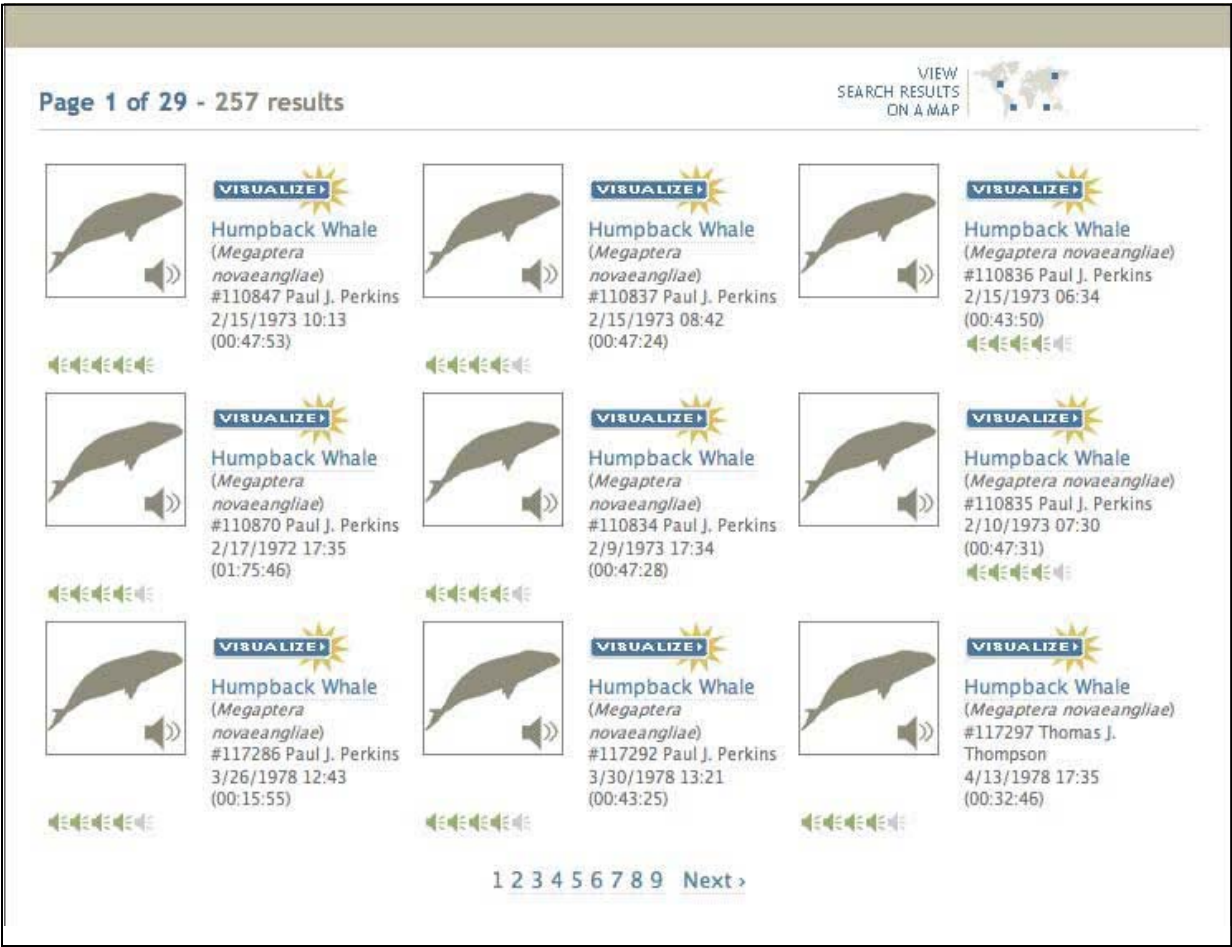 VIEW
SEARCH RESULTS
ON A MAP
Page 1 of 29 - 257 results
VISUALIZE
Humpback Whale
(Megaptera
novaeangliae)
#110847 Paul J. Perkins
2/15/1973 10:13
(00:47:53)
VISUALIZE
Humpback Whale
(Megaptera
novaeangliae)
#110837 Paul J. Perkins
2/15/1973 08:42
(00:47:24)
VISUALIZE
Humpback Whale
(Megaptera novaeangliae)
#110836 Paul J. Perkins
2/15/1973 06:34
(00:43:50)
VISUALIZE
Humpback Whale
(Megaptera
novaeangliae)
#110870 Paul J. Perkins
2/17/1972 17:35
(01:75:46)
VISUALIZE
Humpback Whale
(Megaptera
novaeangliae)
#110834 Paul J. Perkins
2/9/1973 17:34
(00:47:28)
VISUALIZE
Humpback Whale
(Megaptera novaeangliae)
#110835 Paul J. Perkins
2/10/1973 07:30
(00:47:31)
VISUALIZE
Humpback Whale
(Megaptera
novaeangliae)
#117286 Paul J. Perkins
3/26/1978 12:43
(00:15:55)
VISUALIZE
Humpback Whale
(Megaptera
novaeangliae)
#117292 Paul J. Perkins
3/30/1978 13:21
(00:43:25)
VISUALIZE
Humpback Whale
(Megaptera novaeangliae)
#117297 Thomas J.
Thompson
4/13/1978 17:35
(00:32:46)
1 2 3 4 5 6 7 8 9 Next ›